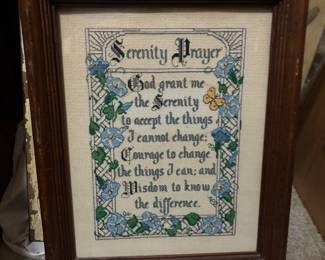 Serenity Prayer
God grant me
the Serenity
to accept the things
I cannot change;
Courage to change
the things I can; and
Wisdom to know
the difference.